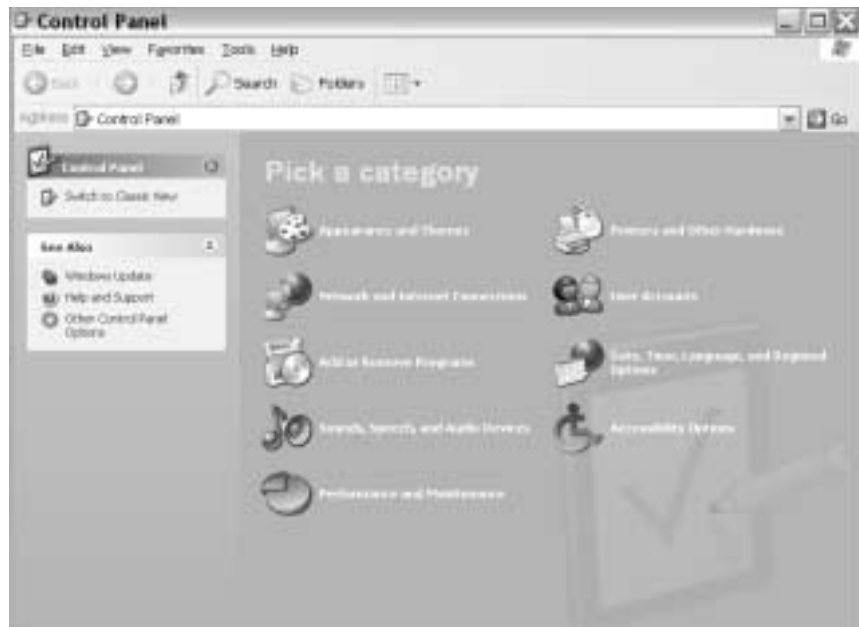 Control Panel
File Edit View Favorites Tools Help
Back Search Folders
Address Control Panel Go
Control Panel
Switch to Classic View
See Also
Windows Update
Help and Support
Other Control Panel
Options
Pick a category
Appearance and Themes
Printers and Other Hardware
Network and Internet Connections
User Accounts
Add or Remove Programs
Date, Time, Language, and Regional
Options
Sounds, Speech, and Audio Devices
Accessibility Options
Performance and Maintenance